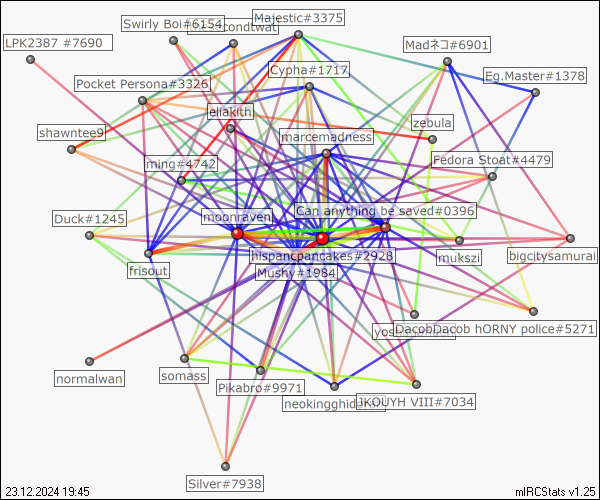 Swirly Boi#6154
Majestic#3375
LPK2387 #7690
Madネコ#6901
Cypha#1717
Eg.Master#1378
Pocket Persona#3326
ellakith
zebula
shawntee9
marcemadness
ming#4742
Fedora Stoat#4479
Can anything be saved#0396
Duck#1245
moonraven
hispancpancakes#2928
mukszi
bigcitysamurai
frisout
Mushy#1984
DacobDacob hORNY police#5271
normalwan
somass
Pikabro#9971
JKOUYH VIII#7034
Silver#7938
23.12.2024 19:45
mIRCStats v1.25